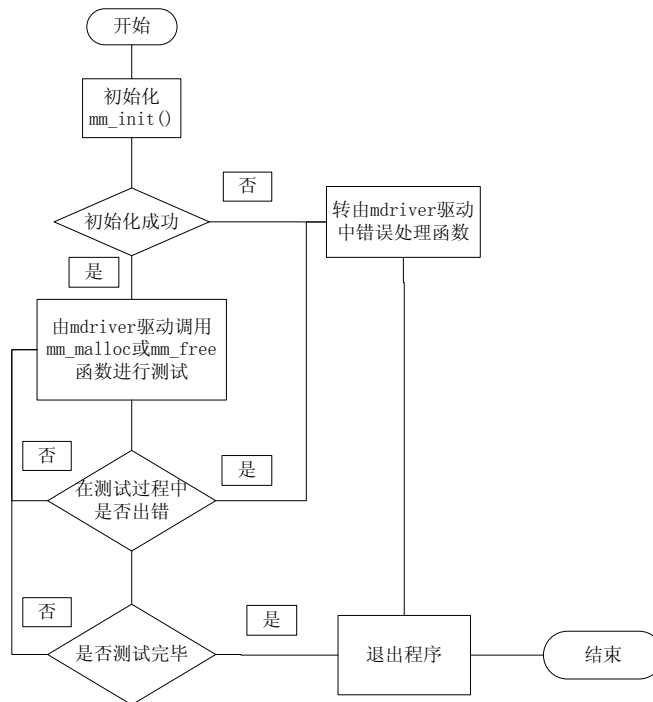 开始
初始化
mm_init()
否
初始化成功
转由mdriver驱动
中错误处理函数
是
由mdriver驱动调用
mm_malloc或mm_free
函数进行测试
否
是
在测试过程中
是否出错
否
是
是否测试完毕
退出程序
结束